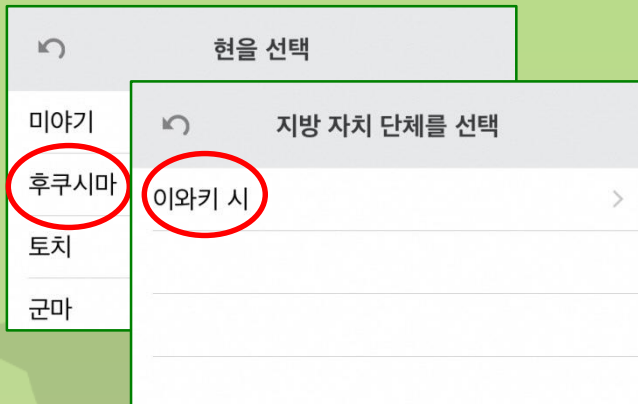 현을 선택
미야기
후쿠시마
토치
군마
지방 자치 단체를 선택
이와키 시